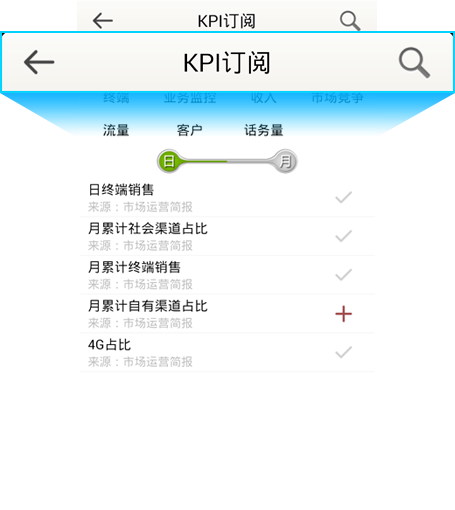 KPI订阅
KPI订阅
终端 业务监控 收入 市场竞争
流量 客户 话务量
日 月
日终端销售
来源：市场运营简报
月累计社会渠道占比
来源：市场运营简报
月累计终端销售
来源：市场运营简报
月累计自有渠道占比
来源：市场运营简报
4G占比
来源：市场运营简报